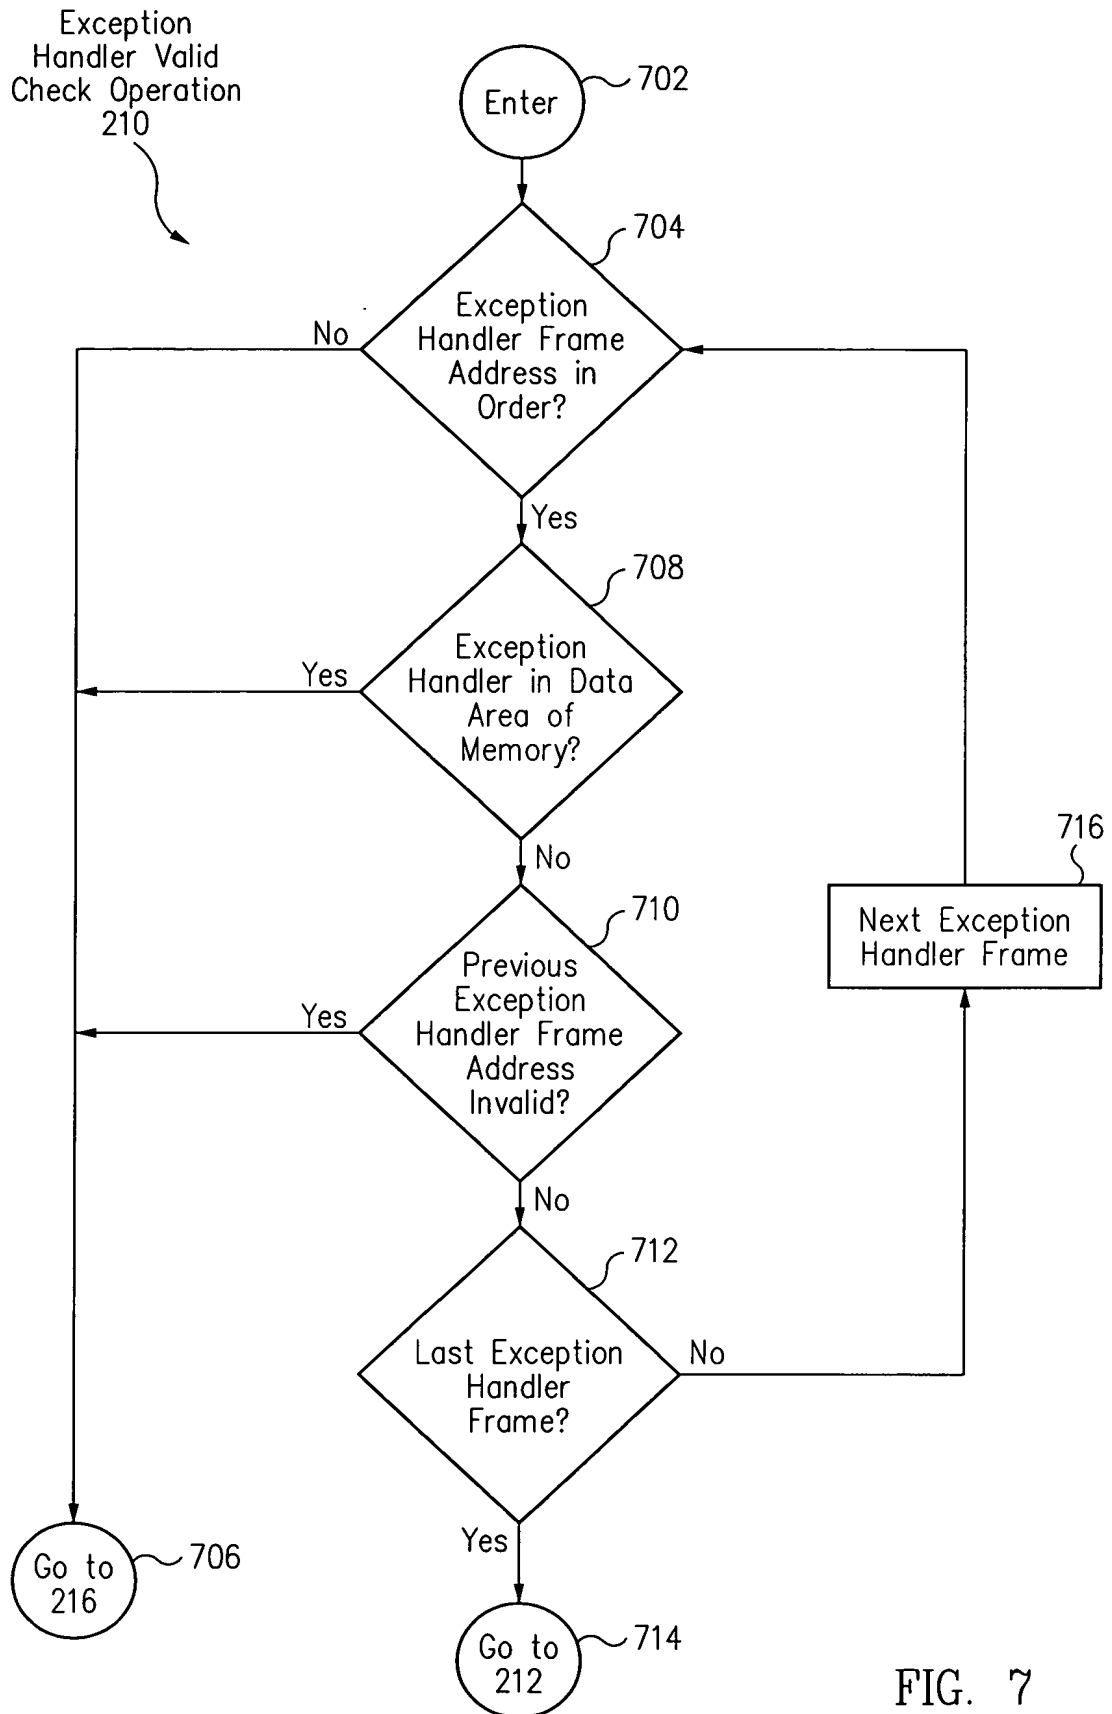 Exception
Handler Valid
Check Operation
210
Enter
702
704
Exception
Handler Frame
Address in
Order?
No
Yes
708
Exception
Handler in Data
Area of
Memory?
Yes
No
716
Next Exception
Handler Frame
710
Previous
Exception
Handler Frame
Address
Invalid?
Yes
No
712
Last Exception
Handler
Frame?
No
Yes
Go to
216
706
Go to
212
714
FIG. 7